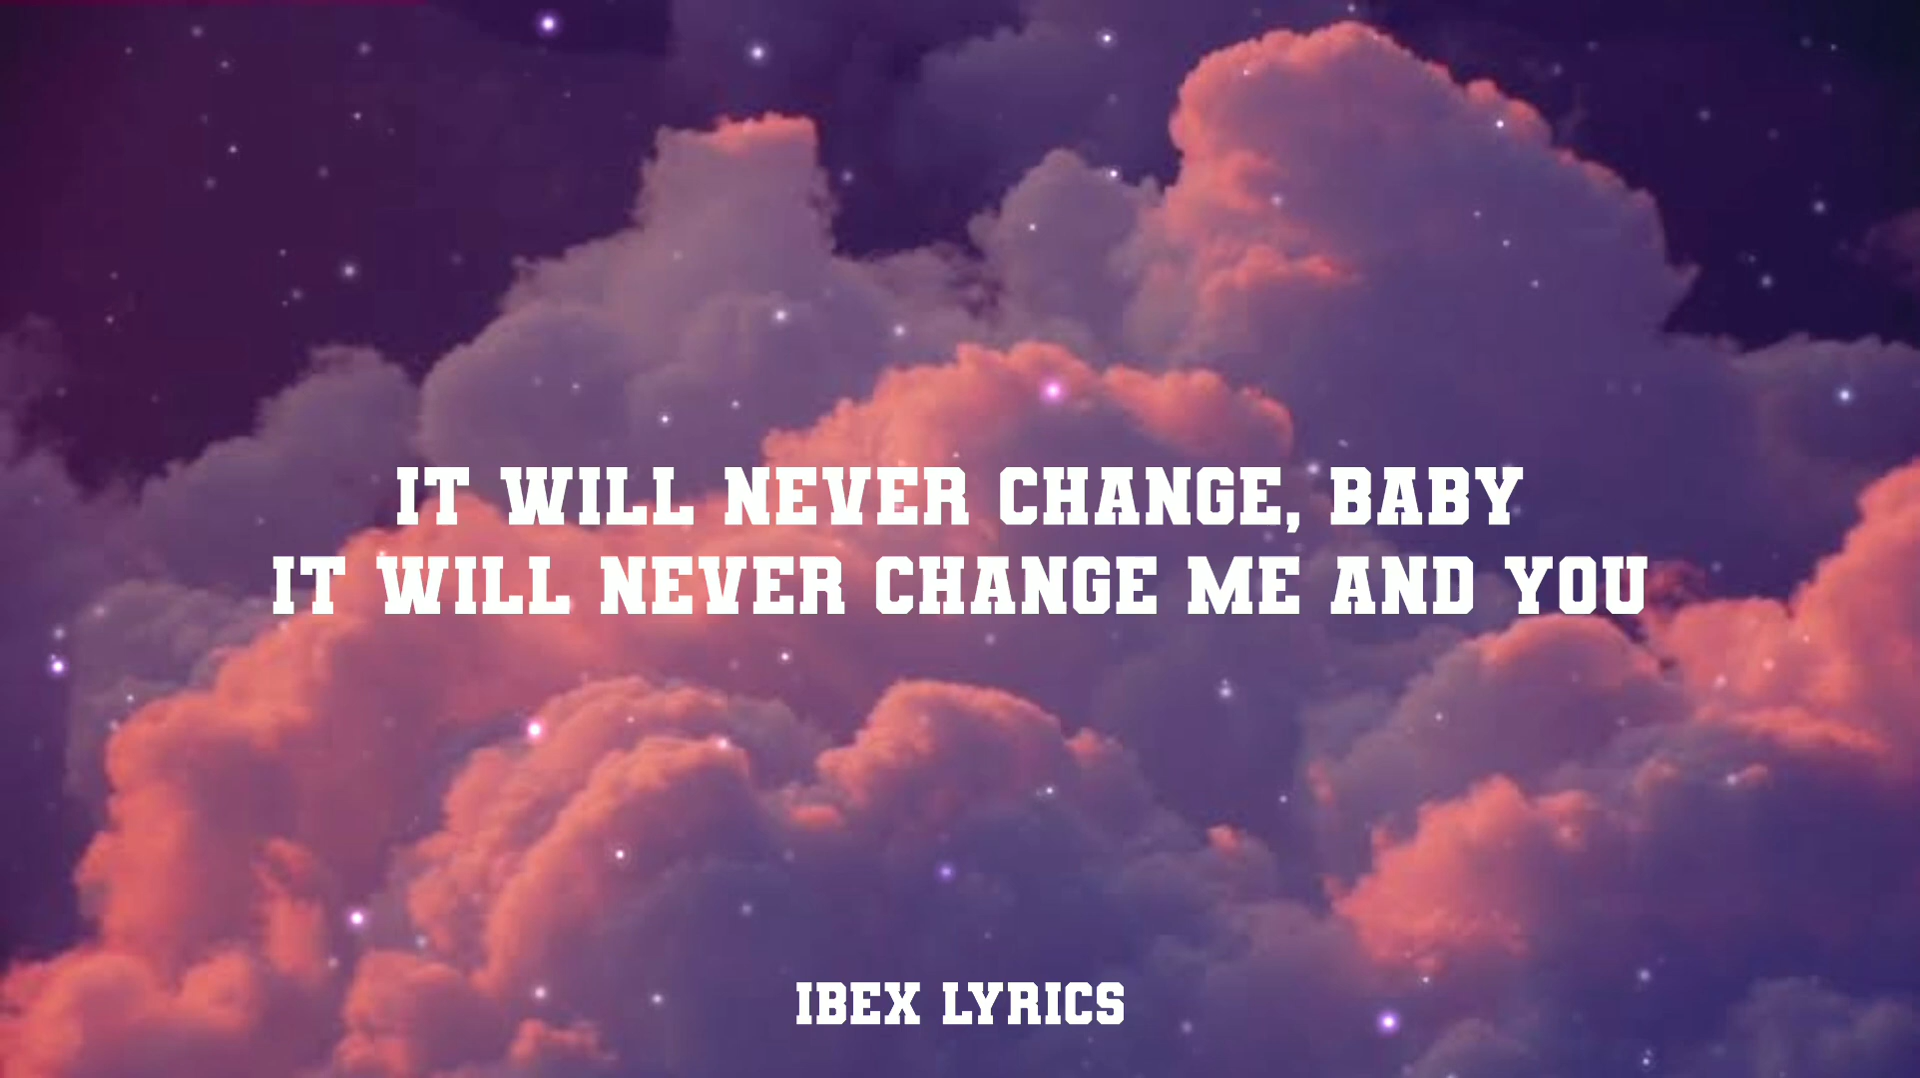 IT WILL NEVER CHANGE, BABY
IT WILL NEVER CHANGE ME AND YOU
IBEX LYRICS